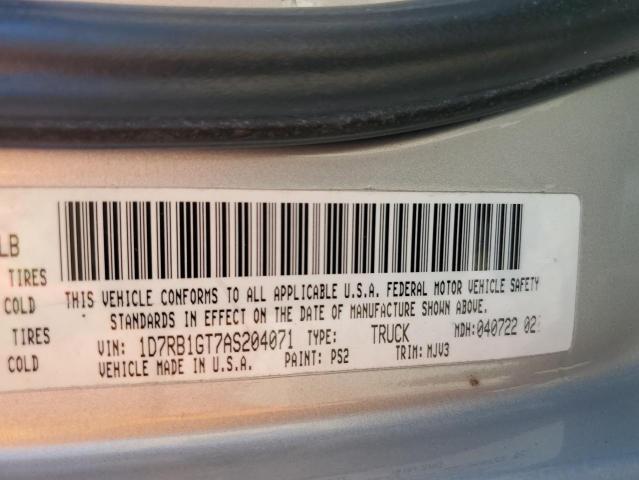 LB
TIRES
COLD
TIRES
COLD
THIS VEHICLE CONFORMS TO ALL APPLICABLE U.S.A. FEDERAL MOTOR VEHICLE SAFETY
STANDARDS IN EFFECT ON THE DATE OF MANUFACTURE SHOWN ABOVE.
VIN: 1D7RB1GT7AS204071 TYPE: TRUCK MDH: 040722 02
VEHICLE MADE IN U.S.A. PAINT: PS2 TRIM: MJV3